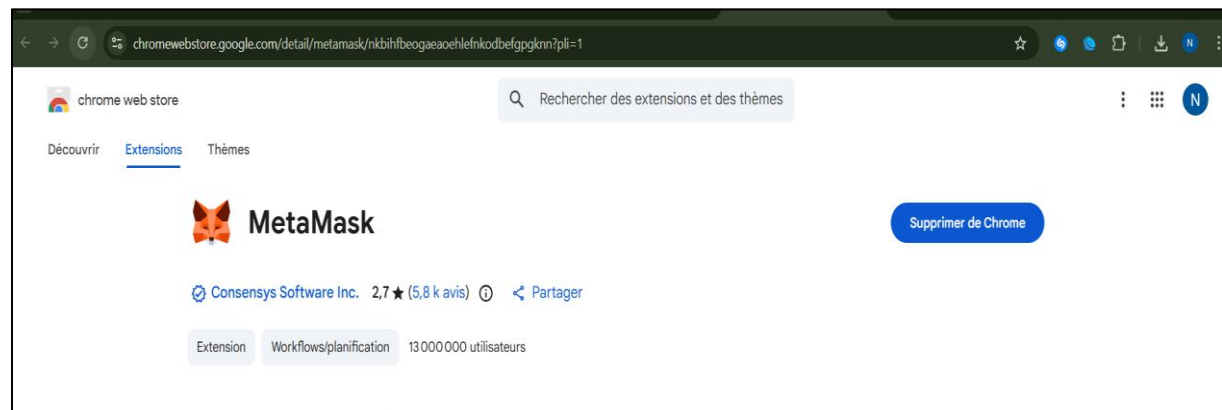 chromewebstore.google.com/detail/metamask/nkbihfbeogaeaoehlefnkodbefgpgknn?pli=1
N
chrome web store
Rechercher des extensions et des thèmes
N
Découvrir Extensions Thèmes
MetaMask
Supprimer de Chrome
Consensys Software Inc. 2,7 ★ (5,8 k avis) Partager
Extension Workflows/planification 13 000 000 utilisateurs